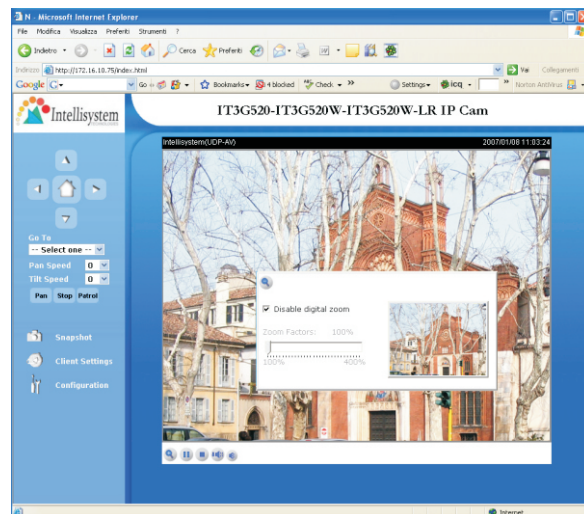 N - Microsoft Internet Explorer
File Modifica Visualizza Preferiti Strumenti ?
Indietro Cerca Preferiti
Indirizzo http://172.16.10.75/index.html Vai Collegamenti
Google G Go Bookmarks 4 blocked Check Settings icq Norton AntiVirus
Intellisystem
IT3G520-IT3G520W-IT3G520W-LR IP Cam
Intellisystem(UDP-AV) 2007/01/08 11:03:24
Go To
-- Select one --
Pan Speed 0
Tilt Speed 0
Pan Stop Patrol
Snapshot
Client Settings
Configuration
Disable digital zoom
Zoom Factors: 100%
100% 400%
Internet